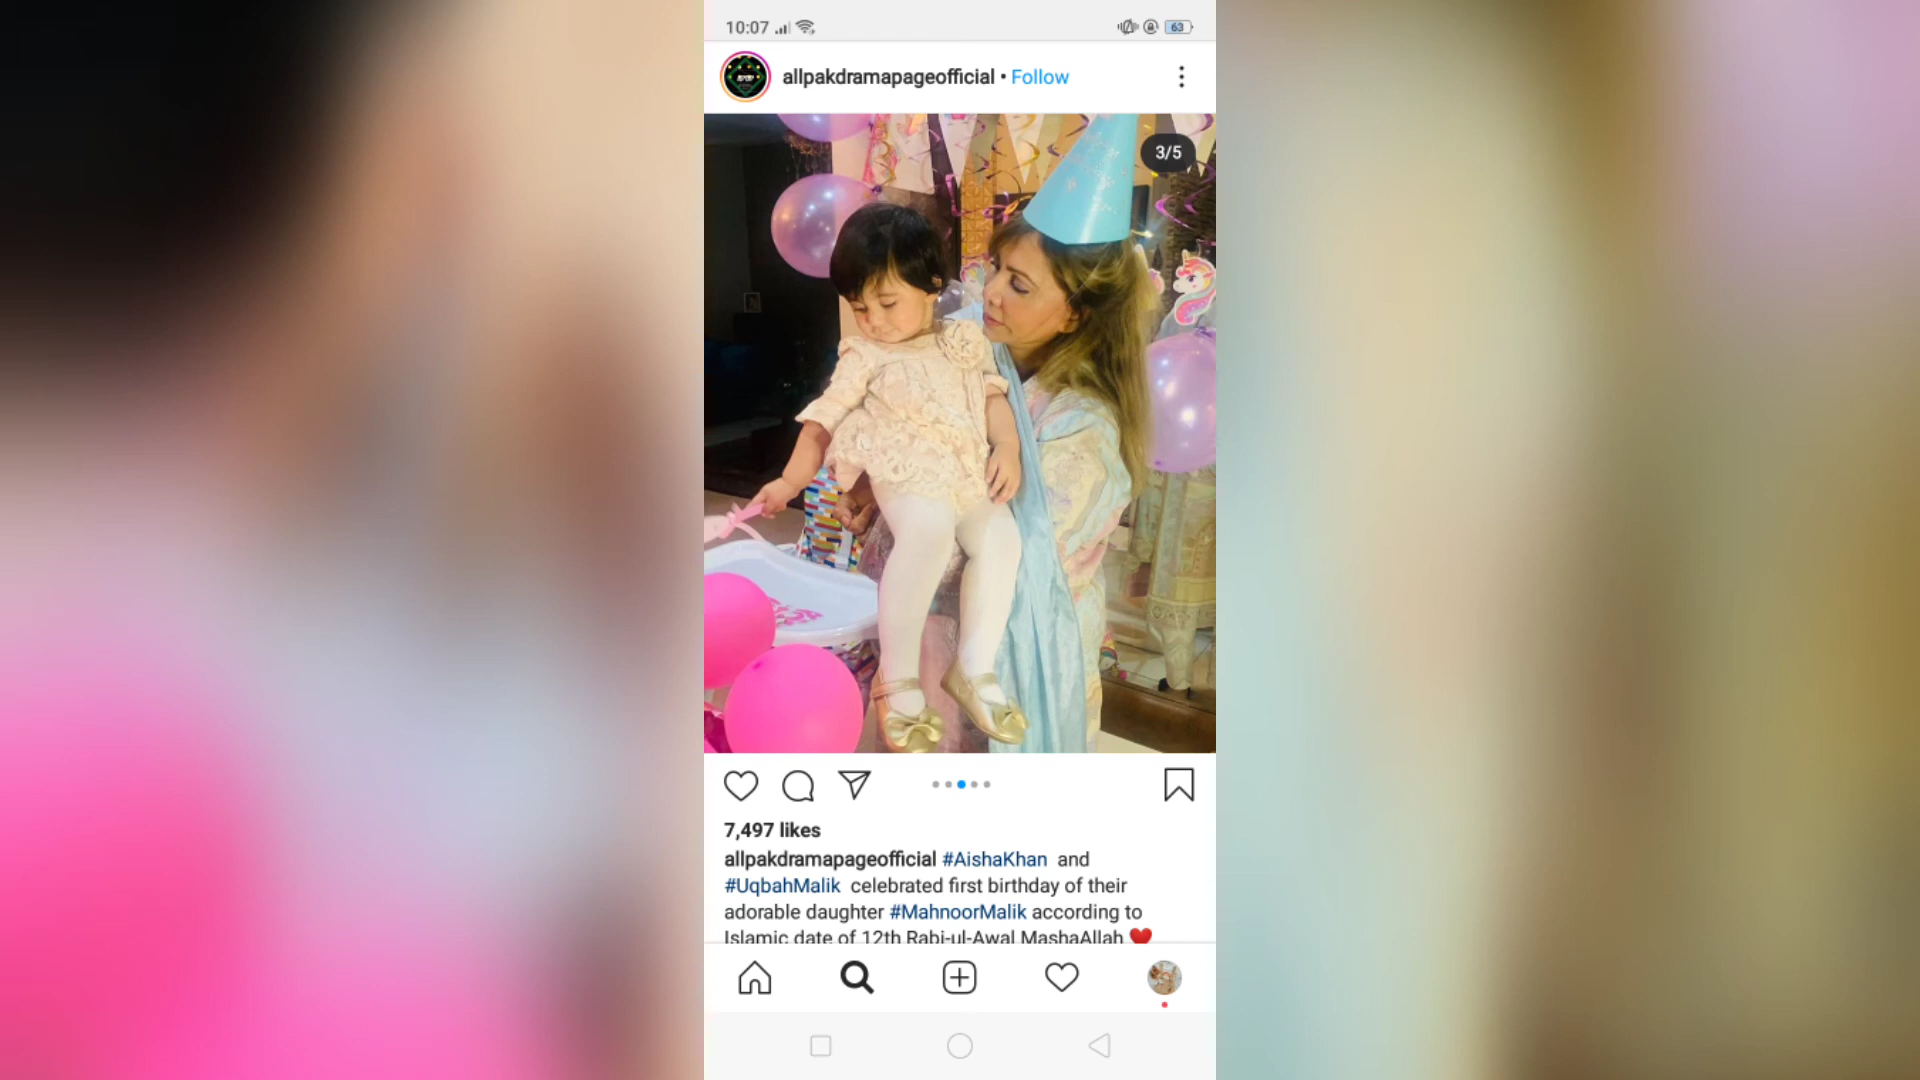 10:07
63
allpakdramapageofficial • Follow
3/5
7,497 likes
allpakdramapageofficial #AishaKhan and
#UqbahMalik celebrated first birthday of their
adorable daughter #MahnoorMalik according to
Islamic date of 12th Rabi-ul-Awal MashaAllah ❤️